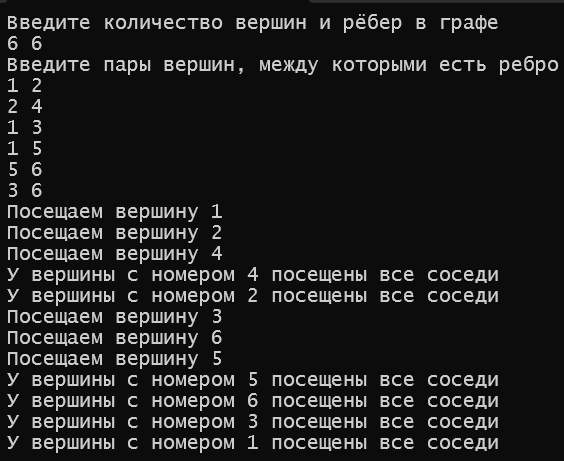 Введите количество вершин и рёбер в графе
6 6
Введите пары вершин, между которыми есть ребро
1 2
2 4
1 3
1 5
5 6
3 6
Посещаем вершину 1
Посещаем вершину 2
Посещаем вершину 4
У вершины с номером 4 посещены все соседи
У вершины с номером 2 посещены все соседи
Посещаем вершину 3
Посещаем вершину 6
Посещаем вершину 5
У вершины с номером 5 посещены все соседи
У вершины с номером 6 посещены все соседи
У вершины с номером 3 посещены все соседи
У вершины с номером 1 посещены все соседи